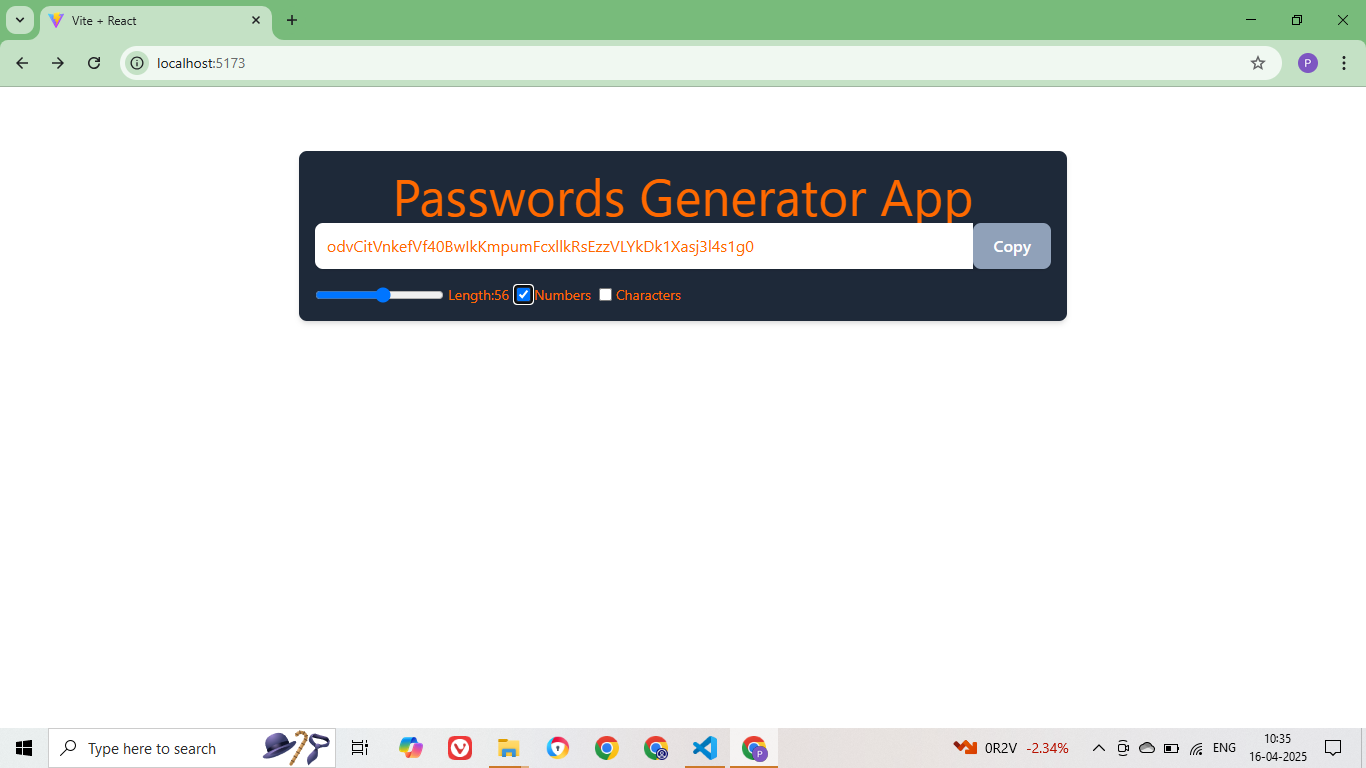 Vite + React
localhost:5173
Passwords Generator App
odvCitVnkefVf40BwIkKmpumFcxllkRsEzzVLYkDk1Xasj3l4s1g0
Copy
Length:56 Numbers Characters
Type here to search
0R2V -2.34%
ENG
10:35
16-04-2025
P
P